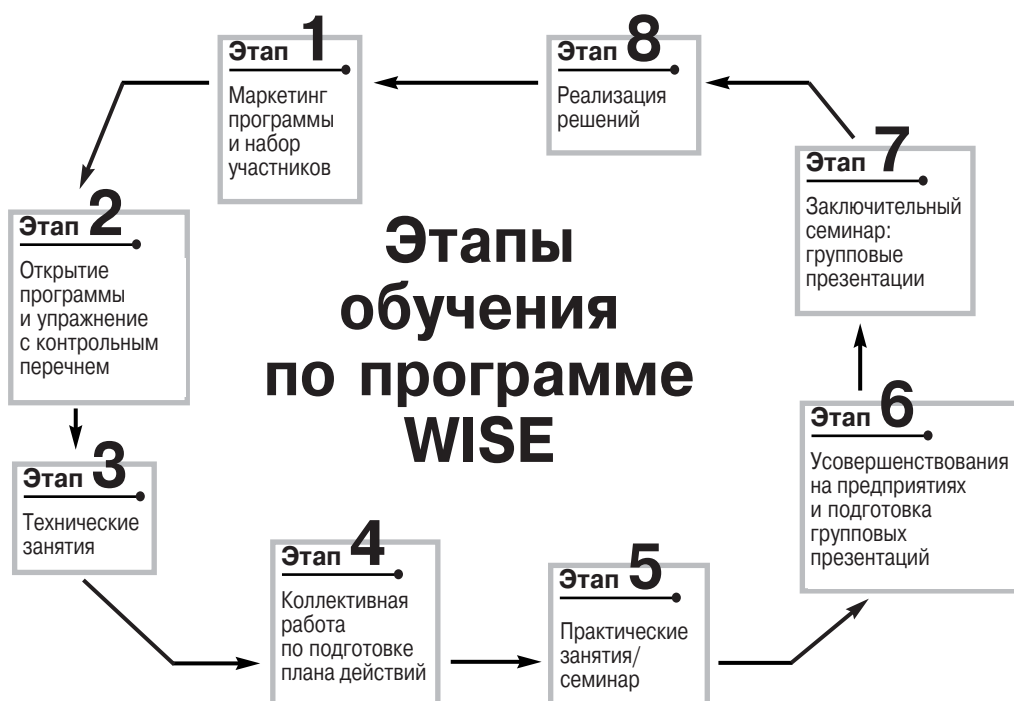 Этапы
обучения
по программе
WISE
Этап 1
Маркетинг
программы
и набор
участников
Этап 2
Открытие
программы
и упражнение
с контрольным
перечнем
Этап 3
Технические
занятия
Этап 4
Коллективная
работа
по подготовке
плана действий
Этап 5
Практические
занятия/
семинар
Этап 6
Усовершенствования
на предприятиях
и подготовка
групповых
презентаций
Этап 7
Заключительный
семинар:
групповые
презентации
Этап 8
Реализация
решений